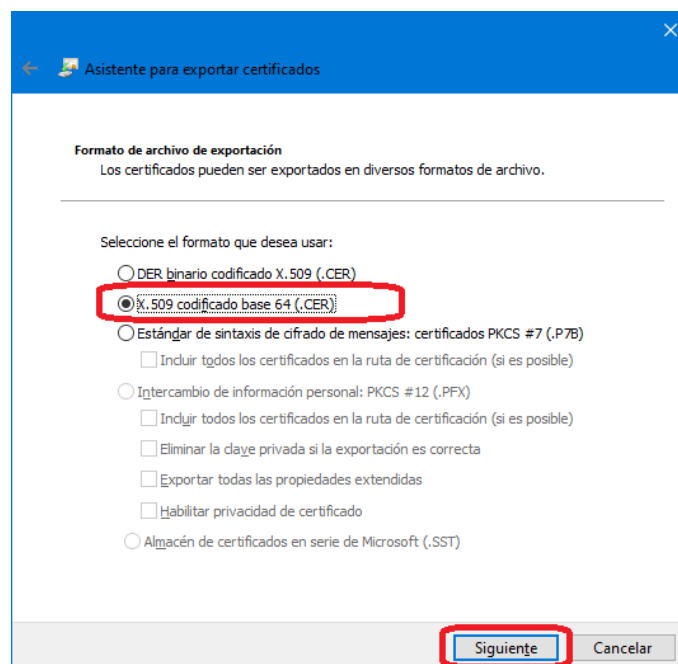 Asistente para exportar certificados
Formato de archivo de exportación
Los certificados pueden ser exportados en diversos formatos de archivo.
Seleccione el formato que desea usar:
DER binario codificado X.509 (.CER)
X.509 codificado base 64 (.CER)
Estándar de sintaxis de cifrado de mensajes: certificados PKCS #7 (.P7B)
Incluir todos los certificados en la ruta de certificación (si es posible)
Intercambio de información personal: PKCS #12 (.PFX)
Incluir todos los certificados en la ruta de certificación (si es posible)
Eliminar la clave privada si la exportación es correcta
Exportar todas las propiedades extendidas
Habilitar privacidad de certificado
Almacén de certificados en serie de Microsoft (.SST)
Siguiente Cancelar